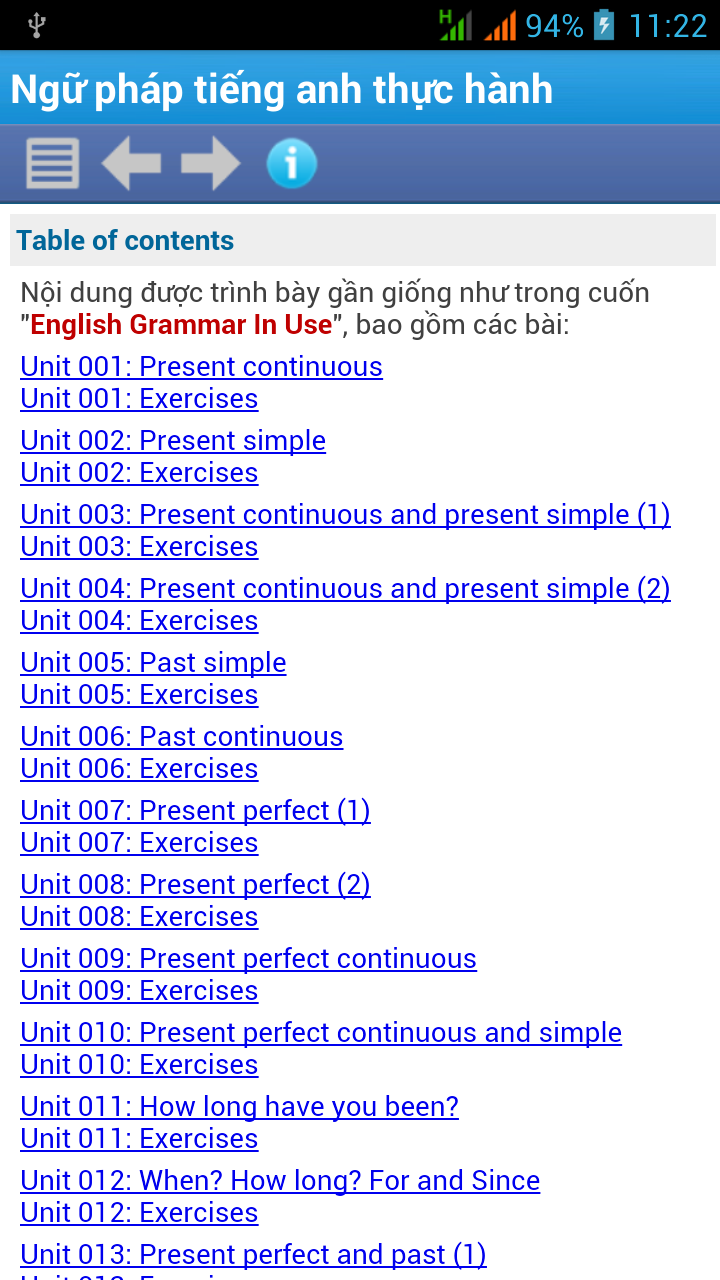 H 94% 11:22
Ngữ pháp tiếng anh thực hành
Table of contents
Nội dung được trình bày gần giống như trong cuốn
"English Grammar In Use", bao gồm các bài:
Unit 001: Present continuous
Unit 001: Exercises
Unit 002: Present simple
Unit 002: Exercises
Unit 003: Present continuous and present simple (1)
Unit 003: Exercises
Unit 004: Present continuous and present simple (2)
Unit 004: Exercises
Unit 005: Past simple
Unit 005: Exercises
Unit 006: Past continuous
Unit 006: Exercises
Unit 007: Present perfect (1)
Unit 007: Exercises
Unit 008: Present perfect (2)
Unit 008: Exercises
Unit 009: Present perfect continuous
Unit 009: Exercises
Unit 010: Present perfect continuous and simple
Unit 010: Exercises
Unit 011: How long have you been?
Unit 011: Exercises
Unit 012: When? How long? For and Since
Unit 012: Exercises
Unit 013: Present perfect and past (1)